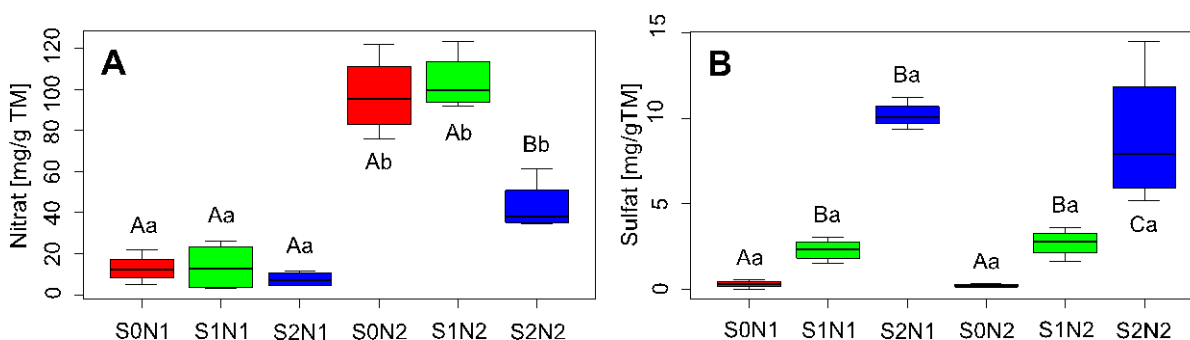 A
Nitrat [mg/g TM]
120
100
80
60
40
20
0
Aa
Aa
Aa
Ab
Ab
Bb
S0N1 S1N1 S2N1 S0N2 S1N2 S2N2
B
Sulfat [mg/gTM]
15
10
5
0
Aa
Ba
Ba
Aa
Ba
Ca
S0N1 S1N1 S2N1 S0N2 S1N2 S2N2